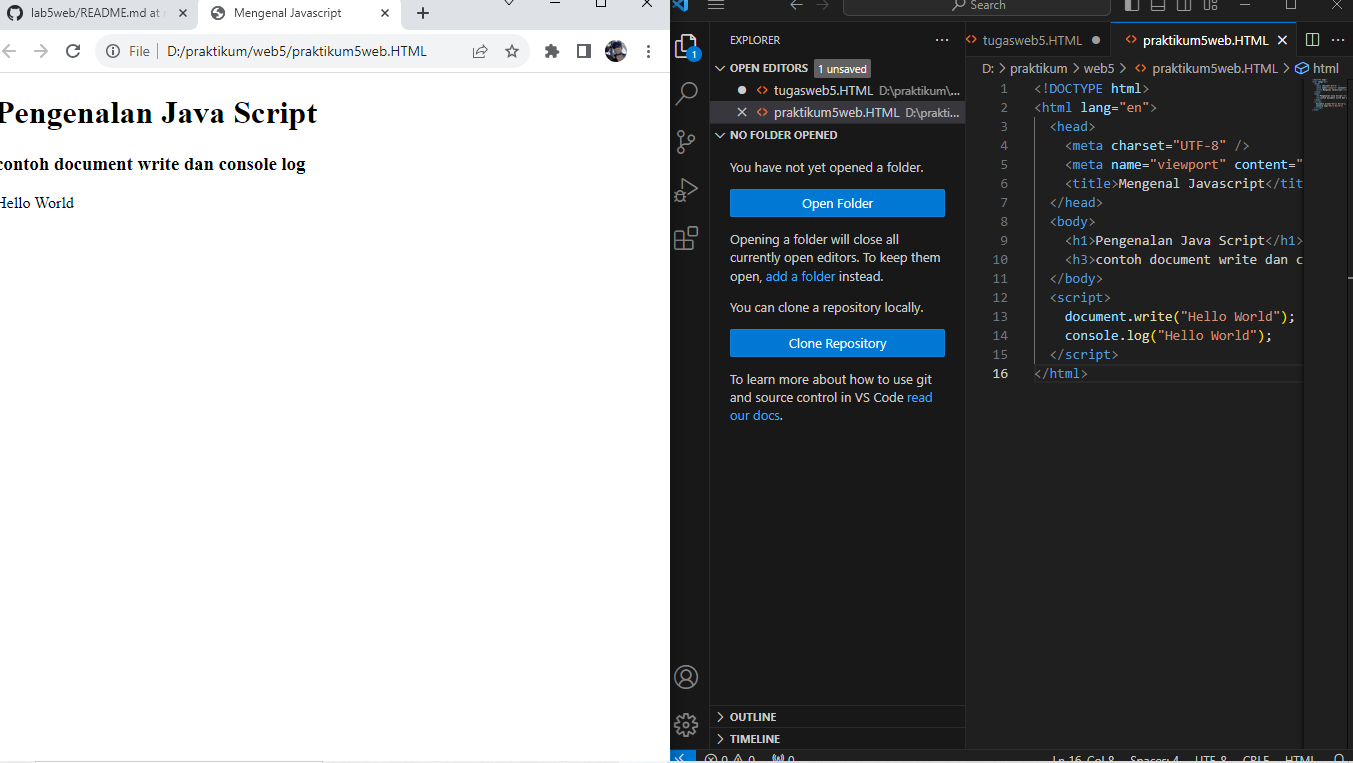 lab5web/README.md at
Mengenal Javascript
File
D:/praktikum/web5/praktikum5web.HTML
Pengenalan Java Script
contoh document write dan console log
Hello World
Search
1
EXPLORER
OPEN EDITORS
1 unsaved
tugasweb5.HTML D:\praktikum\...
praktikum5web.HTML D:\prakti...
NO FOLDER OPENED
You have not yet opened a folder.
Open Folder
Opening a folder will close all
currently open editors. To keep them
open, add a folder instead.
You can clone a repository locally.
Clone Repository
To learn more about how to use git
and source control in VS Code read
our docs.
OUTLINE
TIMELINE
tugasweb5.HTML
praktikum5web.HTML
D: > praktikum > web5 > praktikum5web.HTML > html
1 <!DOCTYPE html>
2 <html lang="en">
3 <head>
4 <meta charset="UTF-8" />
5 <meta name="viewport" content="
6 <title>Mengenal Javascript</tit
7 </head>
8 <body>
9 <h1>Pengenalan Java Script</h1>
10 <h3>contoh document write dan c
11 </body>
12 <script>
13 document.write("Hello World");
14 console.log("Hello World");
15 </script>
16 </html>
0 0 0
Ln 16, Col 8 Spaces: 4 UTF-8 CRLF HTML